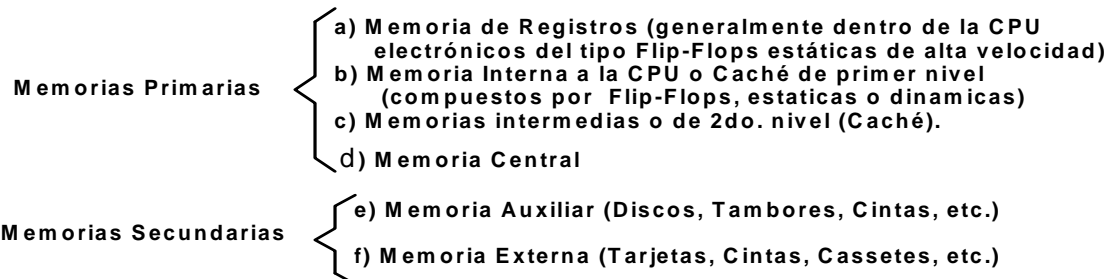 Memorias Primarias
a) Memoria de Registros (generalmente dentro de la CPU
electrónicos del tipo Flip-Flops estáticas de alta velocidad)
b) Memoria Interna a la CPU o Caché de primer nivel
(compuestos por Flip-Flops, estaticas o dinamicas)
c) Memorias intermedias o de 2do. nivel (Caché).
d) Memoria Central
Memorias Secundarias
e) Memoria Auxiliar (Discos, Tambores, Cintas, etc.)
f) Memoria Externa (Tarjetas, Cintas, Cassetes, etc.)